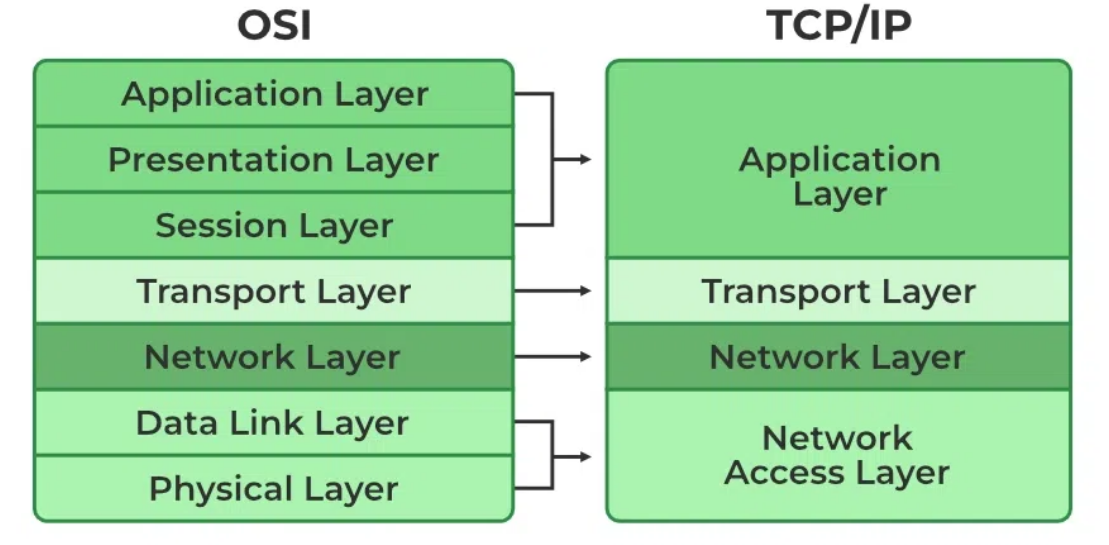 OSI
TCP/IP
Application Layer
Presentation Layer
Session Layer
Transport Layer
Network Layer
Data Link Layer
Physical Layer
Application
Layer
Transport Layer
Network Layer
Network
Access Layer